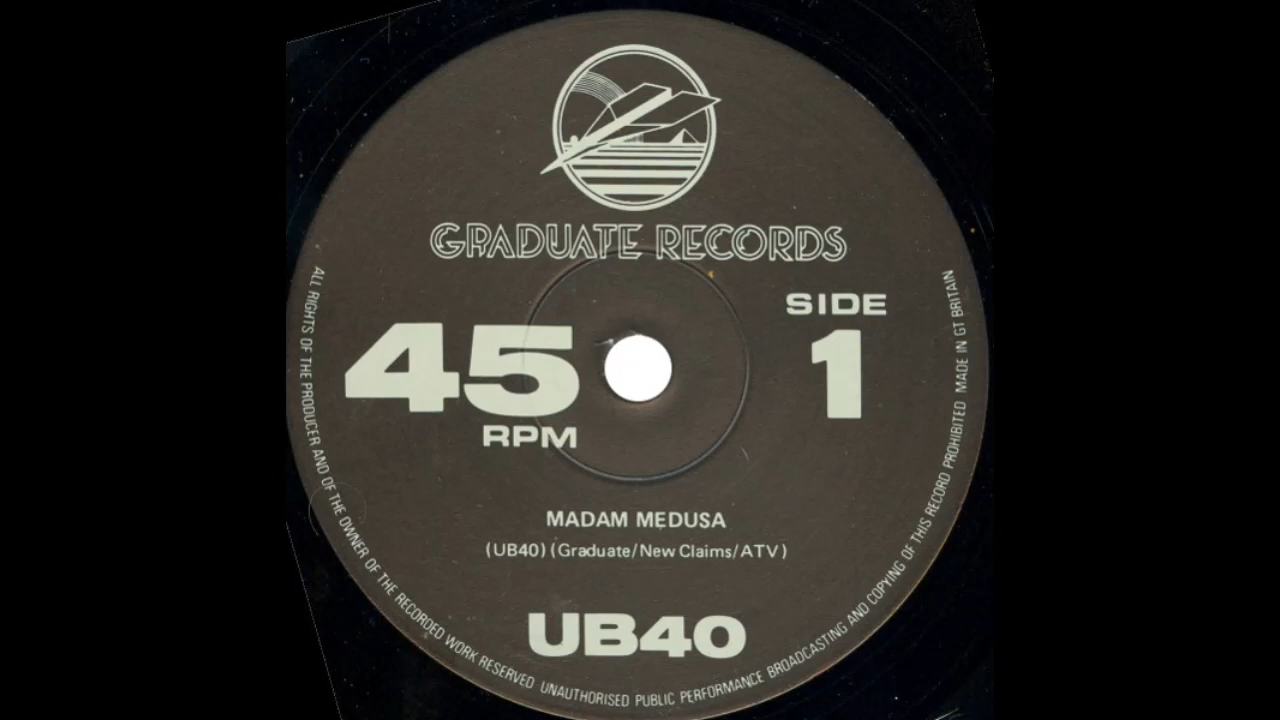 GRADUATE RECORDS
SIDE
1
45
RPM
MADAM MEDUSA
(UB40) (Graduate/New Claims/ATV)
UB40
ALL RIGHTS OF THE PRODUCER AND OF THE OWNER OF THE RECORDED WORK RESERVED UNAUTHORISED PUBLIC PERFORMANCE BROADCASTING AND COPYING OF THIS RECORD PROHIBITED MADE IN GT BRITAIN